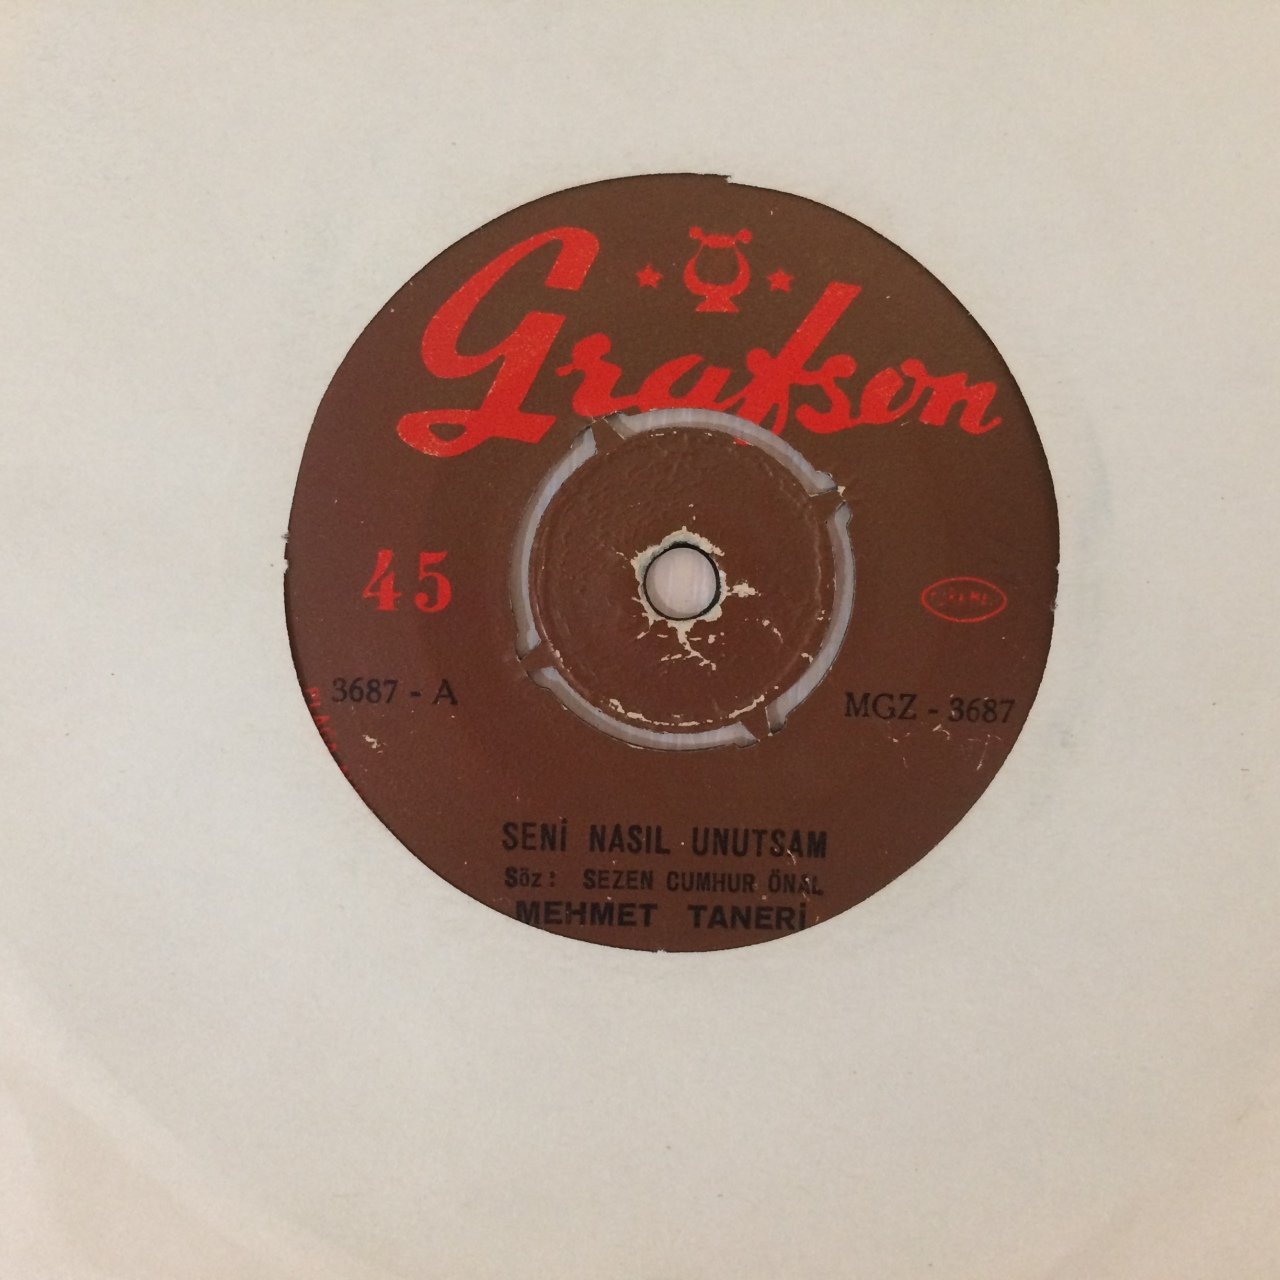 Grafson
45
3687 - A
MGZ - 3687
SENİ NASIL UNUTSAM
Söz : SEZEN CUMHUR ÖNAL
MEHMET TANERİ